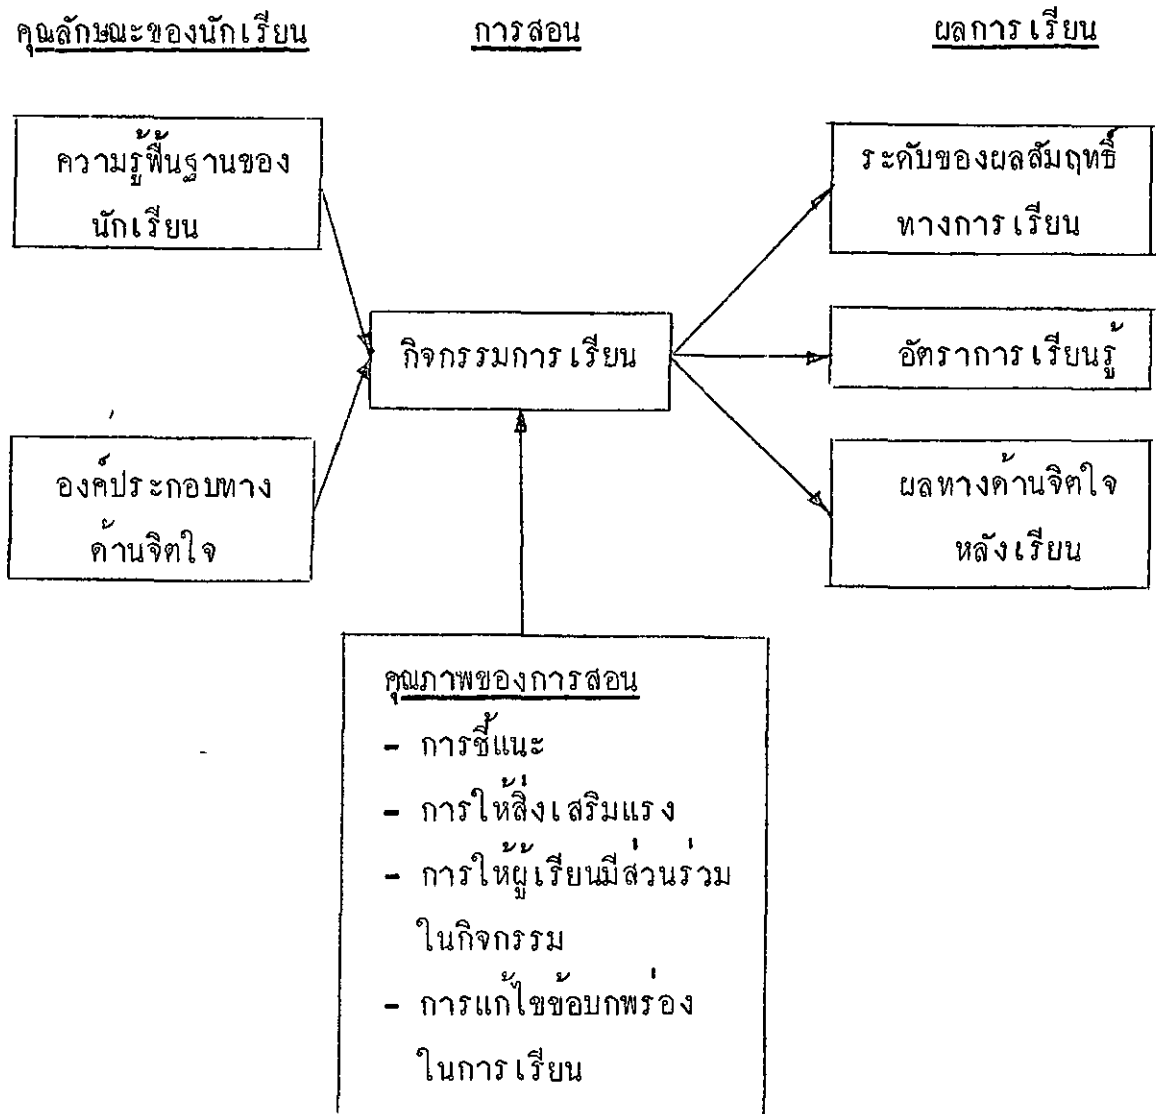 คุณลักษณะของนักเรียน
การสอน
ผลการเรียน
ความรู้พื้นฐานของ
นักเรียน
องค์ประกอบทาง
ด้านจิตใจ
กิจกรรมการเรียน
ระดับของผลสัมฤทธิ์
ทางการเรียน
อัตราการเรียนรู้
ผลทางด้านจิตใจ
หลังเรียน
คุณภาพของการสอน
- การชี้แนะ
- การให้สิ่งเสริมแรง
- การให้ผู้เรียนมีส่วนร่วม
ในกิจกรรม
- การแก้ไขข้อบกพร่อง
ในการเรียน